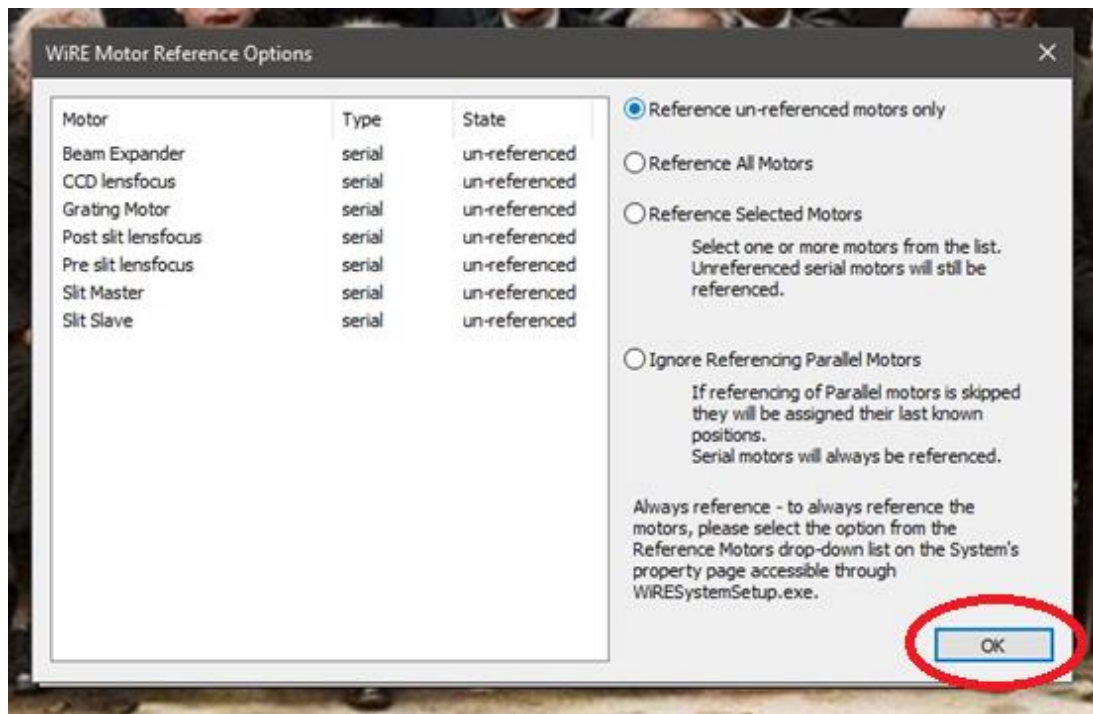 WiRE Motor Reference Options
Motor Type State
Beam Expander serial un-referenced
CCD lensfocus serial un-referenced
Grating Motor serial un-referenced
Post slit lensfocus serial un-referenced
Pre slit lensfocus serial un-referenced
Slit Master serial un-referenced
Slit Slave serial un-referenced
Reference un-referenced motors only
Reference All Motors
Reference Selected Motors
Select one or more motors from the list.
Unreferenced serial motors will still be
referenced.
Ignore Referencing Parallel Motors
If referencing of Parallel motors is skipped
they will be assigned their last known
positions.
Serial motors will always be referenced.
Always reference - to always reference the
motors, please select the option from the
Reference Motors drop-down list on the System's
property page accessible through
WiRESystemSetup.exe.
OK